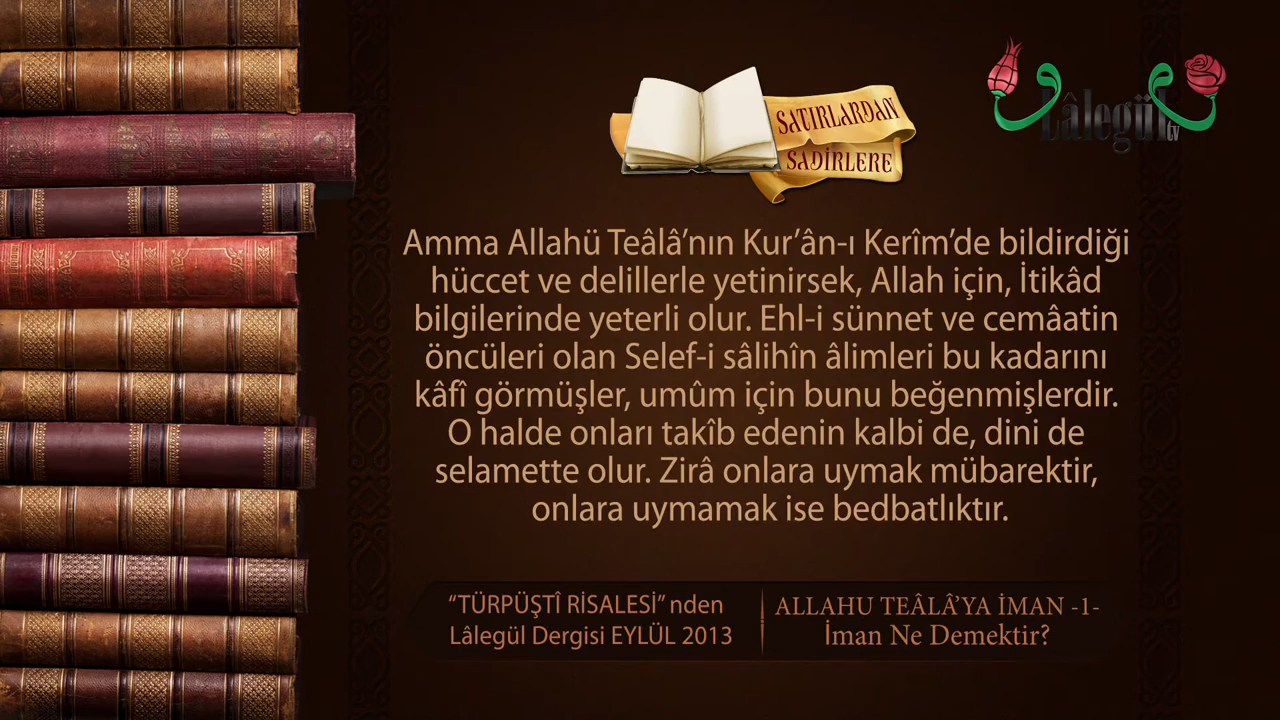 SATIRLARDAN
SADIRLERE
Lâlegül tv
Amma Allahü Teâlâ’nın Kur’ân-ı Kerîm’de bildirdiği
hüccet ve delillerle yetinirsek, Allah için, İtikâd
bilgilerinde yeterli olur. Ehl-i sünnet ve cemâatin
öncüleri olan Selef-i sâlihîn âlimleri bu kadarını
kâfî görmüşler, umûm için bunu beğenmişlerdir.
O halde onları takîb edenin kalbi de, dini de
selamette olur. Zirâ onlara uymak mübarektir,
onlara uymamak ise bedbatlıktır.
“TÜRPÜŞTÎ RİSALESİ” nden
Lâlegül Dergisi EYLÜL 2013
ALLAHU TEÂLÂ’YA İMAN -1-
İman Ne Demektir?